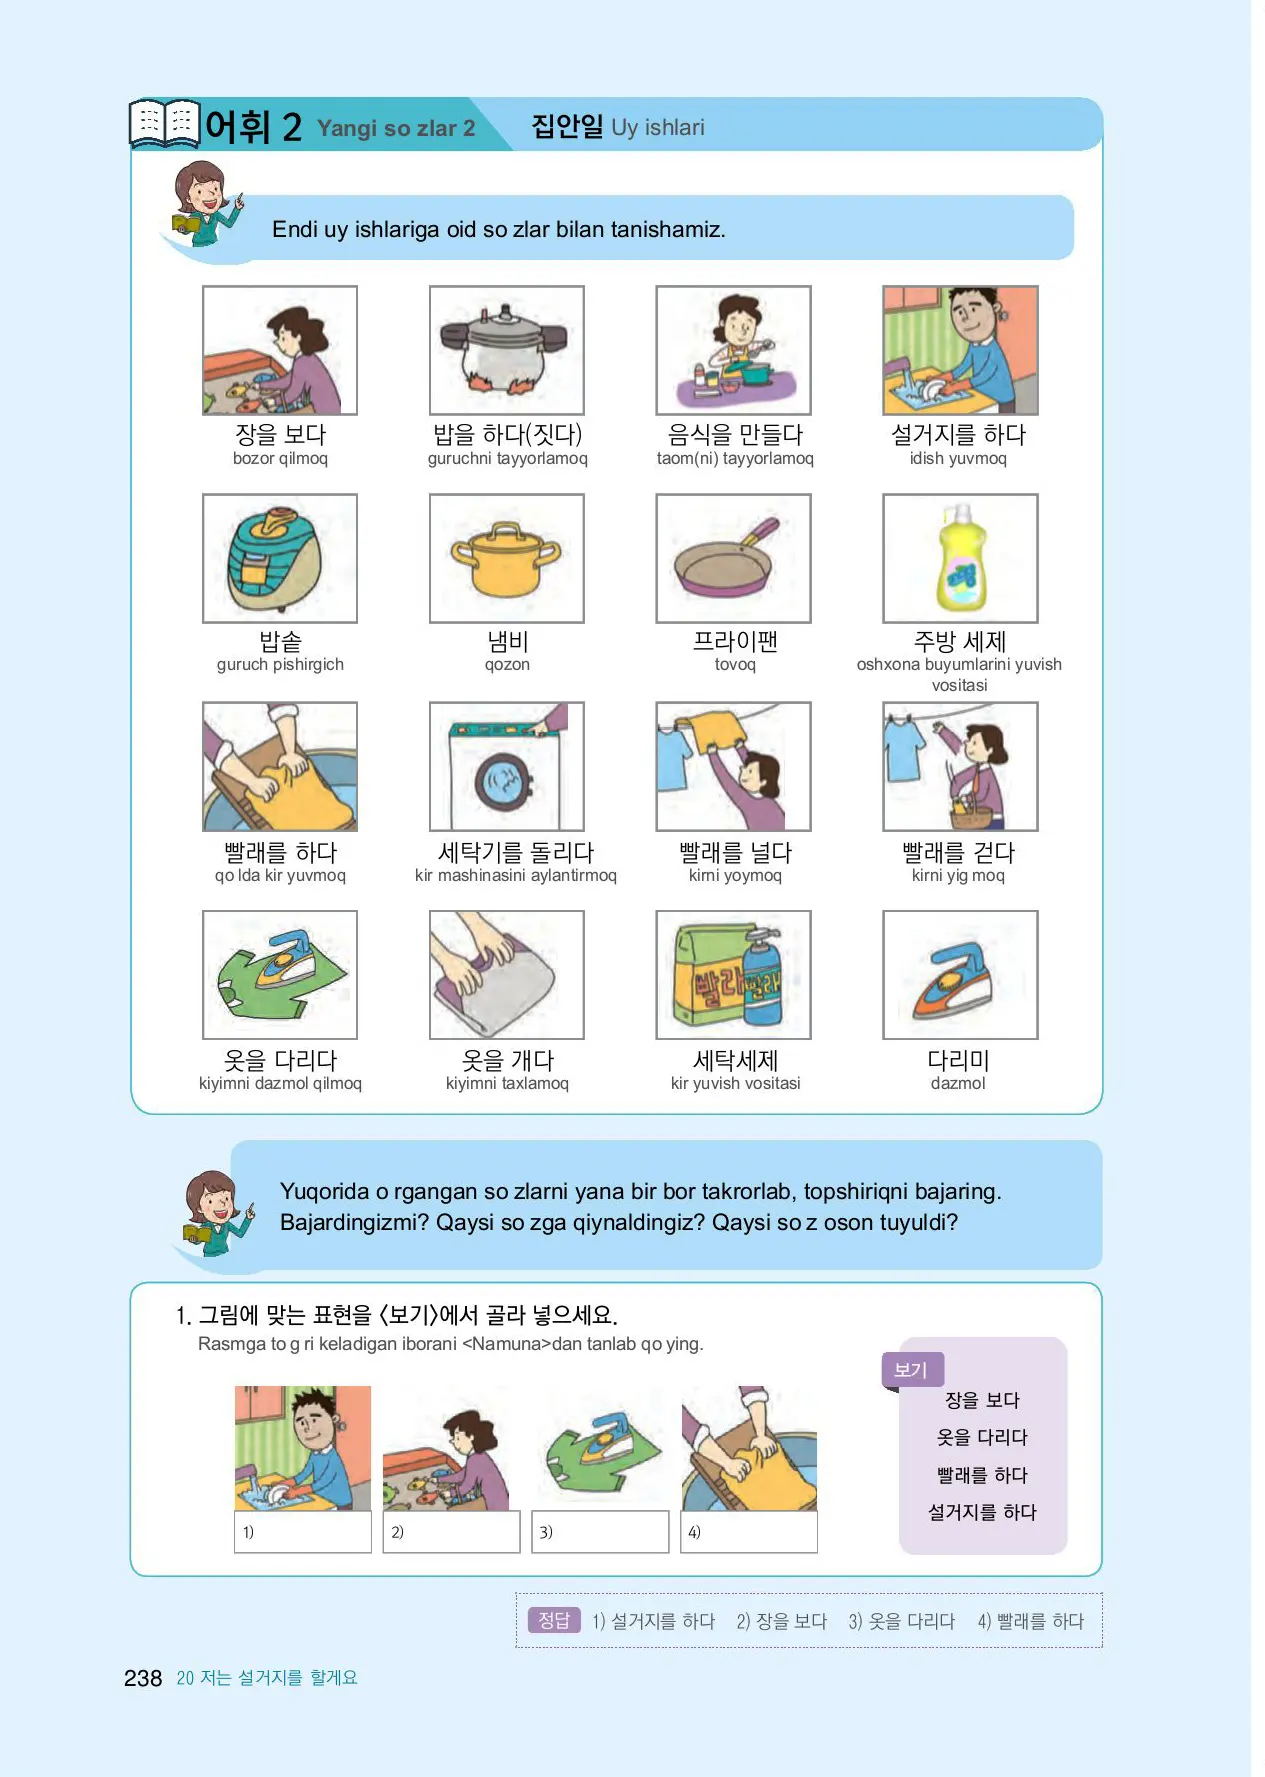 어휘 2 Yangi so zlar 2 집안일 Uy ishlari
Endi uy ishlariga oid so zlar bilan tanishamiz.
장을 보다 밥을 하다(짓다) 음식을 만들다 설거지를 하다
bozor qilmoq guruchni tayyorlamoq taom(ni) tayyorlamoq idish yuvmoq
밥솥 냄비 프라이팬 주방 세제
guruch pishirgich qozon tovoq oshxona buyumlarini yuvish
vositasi
빨래를 하다 세탁기를 돌리다 빨래를 널다 빨래를 걷다
qo lda kir yuvmoq kir mashinasini aylantirmoq kirni yoymoq kirni yig moq
빨라 빨래
옷을 다리다 옷을 개다 세탁세제 다리미
kiyimni dazmol qilmoq kiyimni taxlamoq kir yuvish vositasi dazmol
Yuqorida o rgangan so zlarni yana bir bor takrorlab, topshiriqni bajaring.
Bajardingizmi? Qaysi so zga qiynaldingiz? Qaysi so z oson tuyuldi?
1. 그림에 맞는 표현을 〈보기〉에서 골라 넣으세요.
Rasmga to g ri keladigan iborani <Namuna>dan tanlab qo ying.
보기
장을 보다
옷을 다리다
빨래를 하다
설거지를 하다
1) 2) 3) 4)
정답 1) 설거지를 하다 2) 장을 보다 3) 옷을 다리다 4) 빨래를 하다
238 20 저는 설거지를 할게요